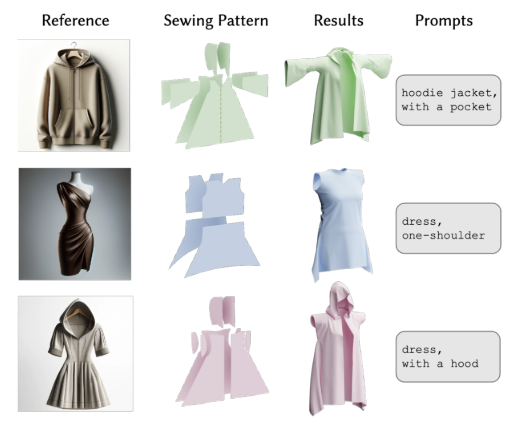 Reference Sewing Pattern Results Prompts
hoodie jacket,
with a pocket
dress,
one-shoulder
dress,
with a hood